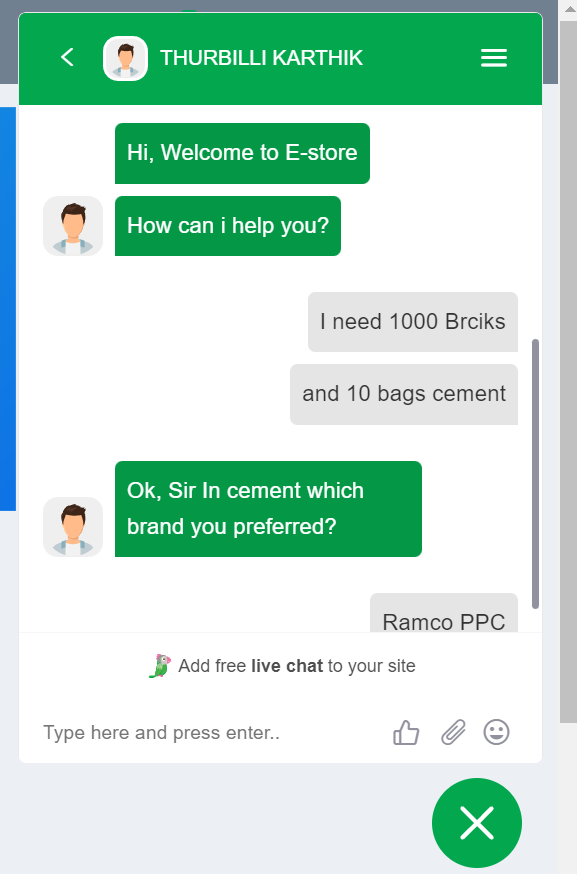 THURBILLI KARTHIK
Hi, Welcome to E-store
How can i help you?
I need 1000 Brciks
and 10 bags cement
Ok, Sir In cement which
brand you preferred?
Ramco PPC
Add free live chat to your site
Type here and press enter..